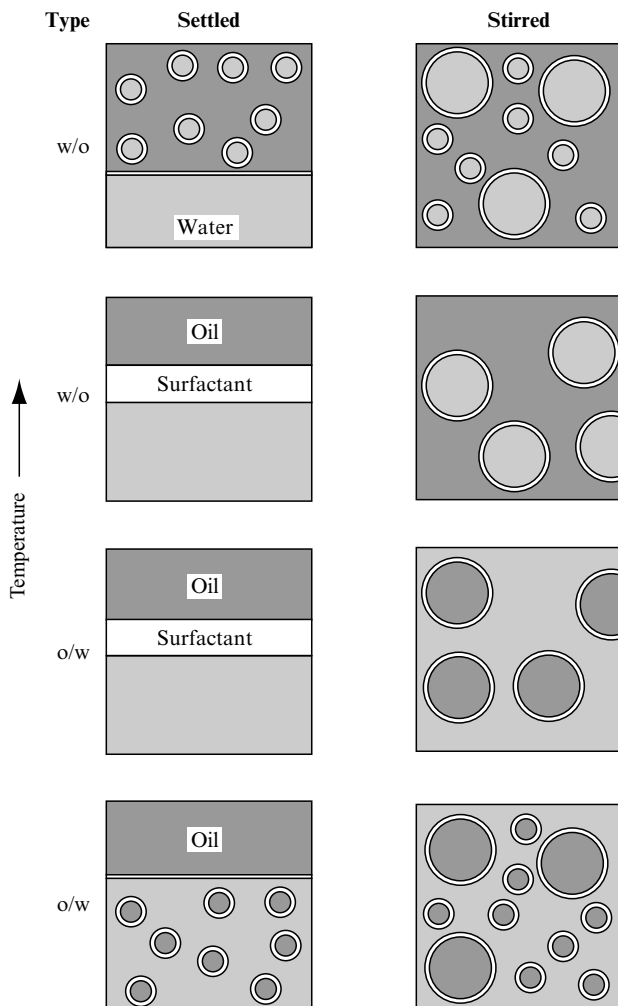 Type Settled Stirred
w/o
Water
Oil
w/o Surfactant
Temperature
Oil
Surfactant
o/w
Oil
o/w